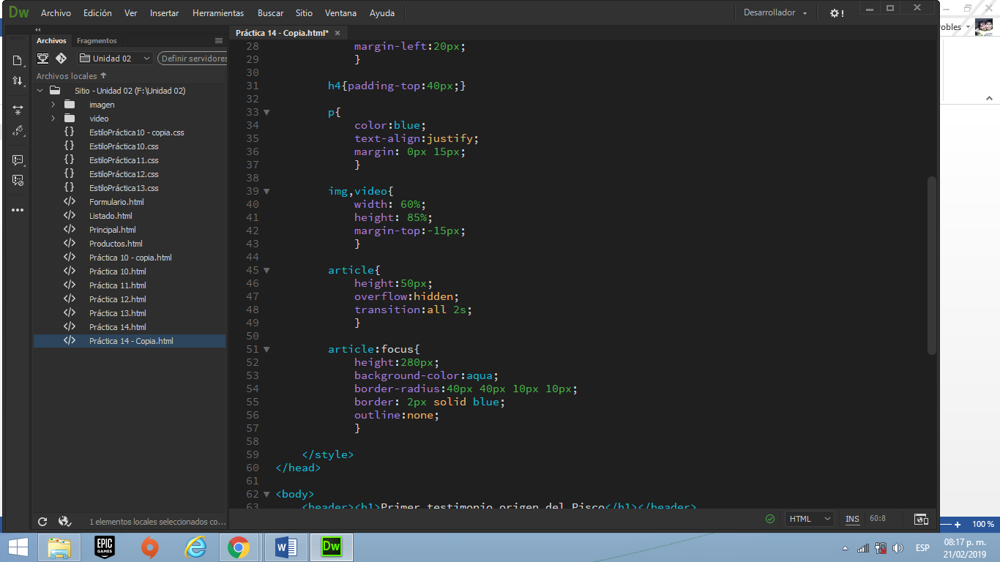 Dw Archivo Edición Ver Insertar Herramientas Buscar Sitio Ventana Ayuda Desarrollador !
robles
Archivos Fragmentos
Práctica 14 - Copia.html* ×
Unidad 02 Definir servidores
Archivos locales
Sitio - Unidad 02 (F:\Unidad 02)
imagen
video
EstiloPráctica10 - copia.css
EstiloPráctica10.css
EstiloPráctica11.css
EstiloPráctica12.css
EstiloPráctica13.css
Formulario.html
Listado.html
Principal.html
Productos.html
Práctica 10 - copia.html
Práctica 10.html
Práctica 11.html
Práctica 12.html
Práctica 13.html
Práctica 14.html
Práctica 14 - Copia.html
1 elementos locales seleccionados co...
28 margin-left:20px;
29 }
30
31 h4{padding-top:40px;}
32
33 p{
34 color:blue;
35 text-align:justify;
36 margin: 0px 15px;
37 }
38
39 img,video{
40 width: 60%;
41 height: 85%;
42 margin-top:-15px;
43 }
44
45 article{
46 height:50px;
47 overflow:hidden;
48 transition:all 2s;
49 }
50
51 article:focus{
52 height:280px;
53 background-color:aqua;
54 border-radius:40px 40px 10px 10px;
55 border: 2px solid blue;
56 outline:none;
57 }
58
59 </style>
60 </head>
61
62 <body>
63 <header><h1>Primer testimonio origen del Pisco</h1></header>
HTML INS 60:8
100 %
EPIC GAMES W Dw ESP
08:17 p. m.
21/02/2019